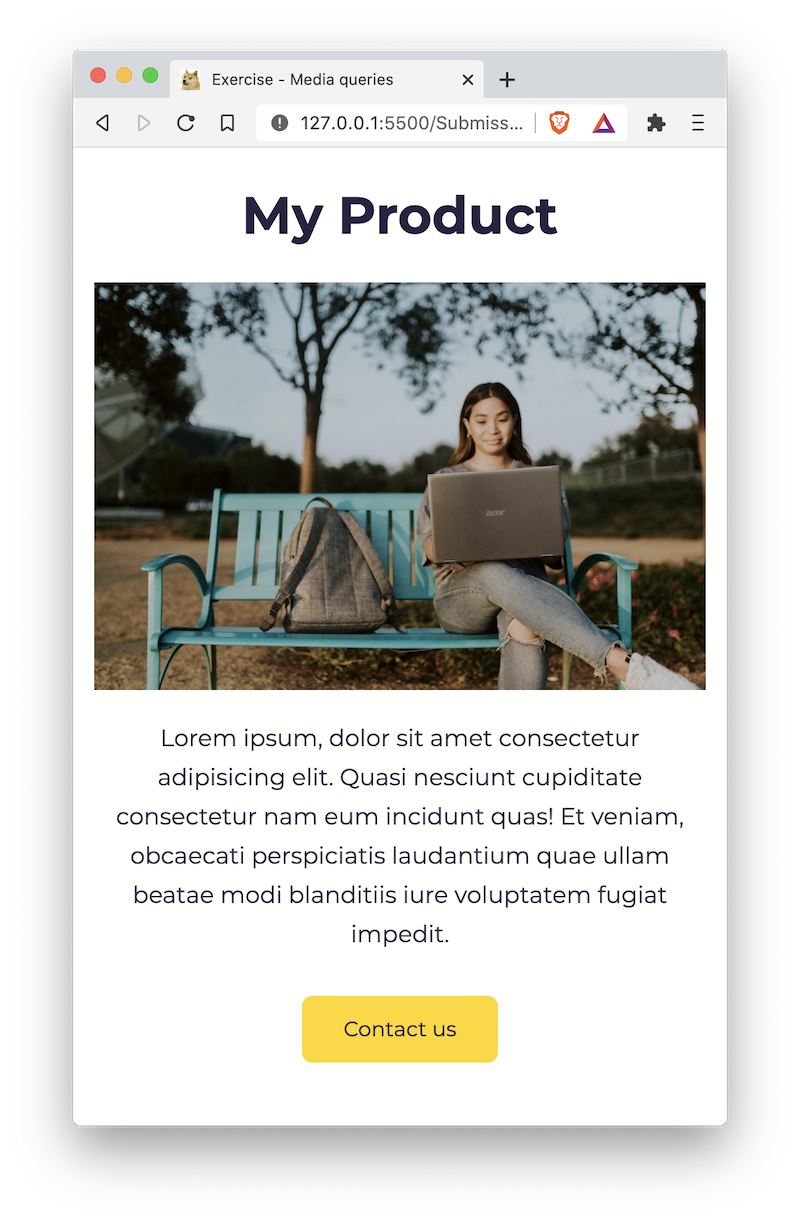 Exercise - Media queries
127.0.0.1:5500/Submiss...
My Product
acer
Lorem ipsum, dolor sit amet consectetur
adipisicing elit. Quasi nesciunt cupiditate
consectetur nam eum incidunt quas! Et veniam,
obcaecati perspiciatis laudantium quae ullam
beatae modi blanditiis iure voluptatem fugiat
impedit.
Contact us